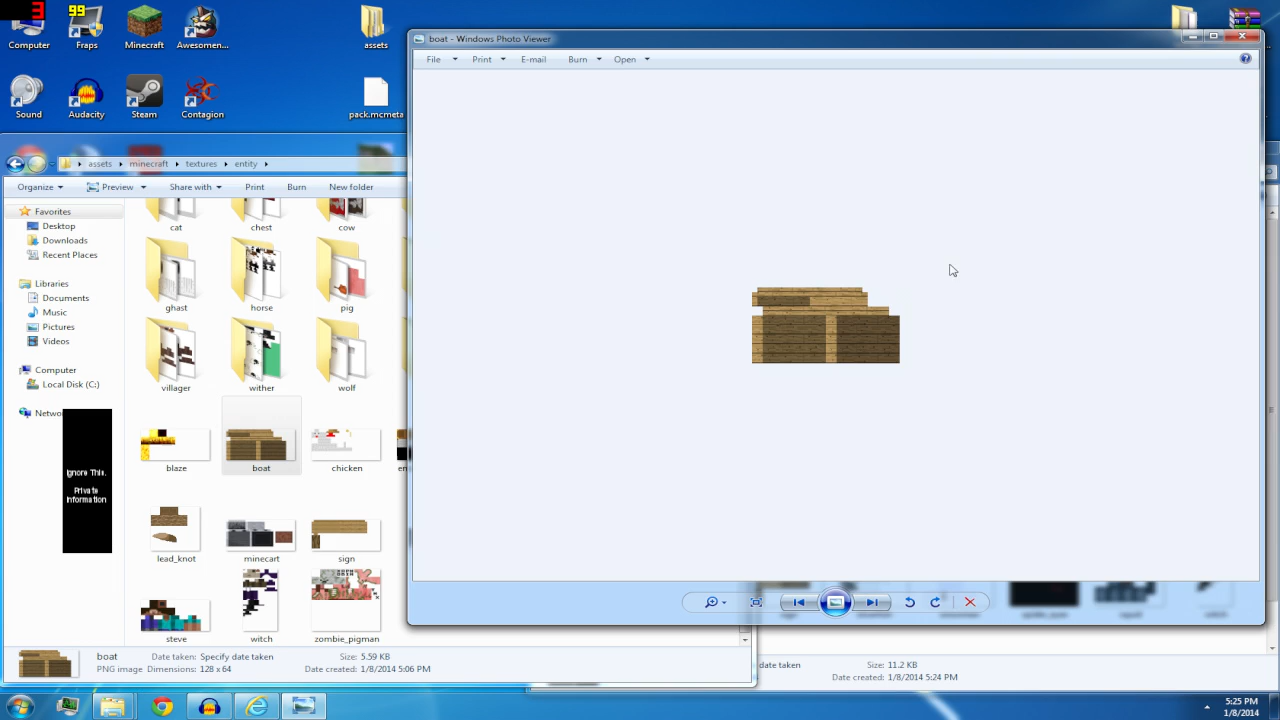 3
99
Computer
Fraps
Minecraft
Awesomen...
assets
Sound
Audacity
Steam
Contagion
pack.mcmeta
boat - Windows Photo Viewer
File
Print
E-mail
Burn
Open
assets
minecraft
textures
entity
Organize
Preview
Share with
Print
Burn
New folder
Favorites
Desktop
Downloads
Recent Places
Libraries
Documents
Music
Pictures
Videos
Computer
Local Disk (C:)
Netwo
Ignore This.
Private
Information
cat
chest
cow
ghast
horse
pig
villager
wither
wolf
blaze
boat
chicken
en
lead_knot
minecart
sign
steve
witch
zombie_pigman
boat
Date taken: Specify date taken
Size: 5.59 KB
PNG image
Dimensions: 128 x 64
Date created: 1/8/2014 5:06 PM
date taken
Size: 11.2 KB
Date created: 1/8/2014 5:24 PM
5:25 PM
1/8/2014